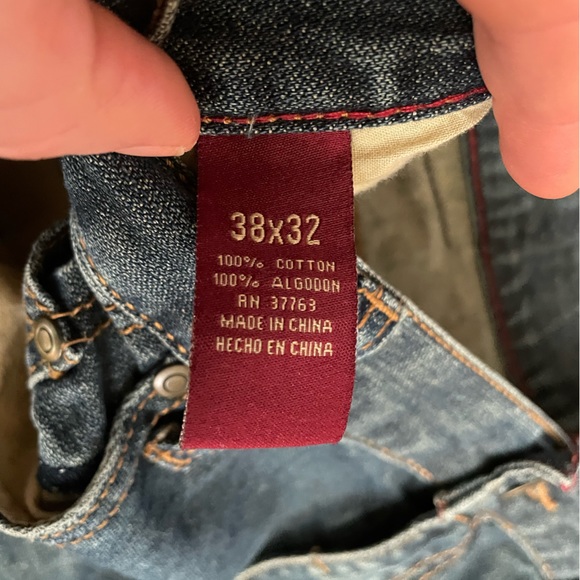 38x32
100% COTTON
100% ALGODON
RN 37763
MADE IN CHINA
HECHO EN CHINA